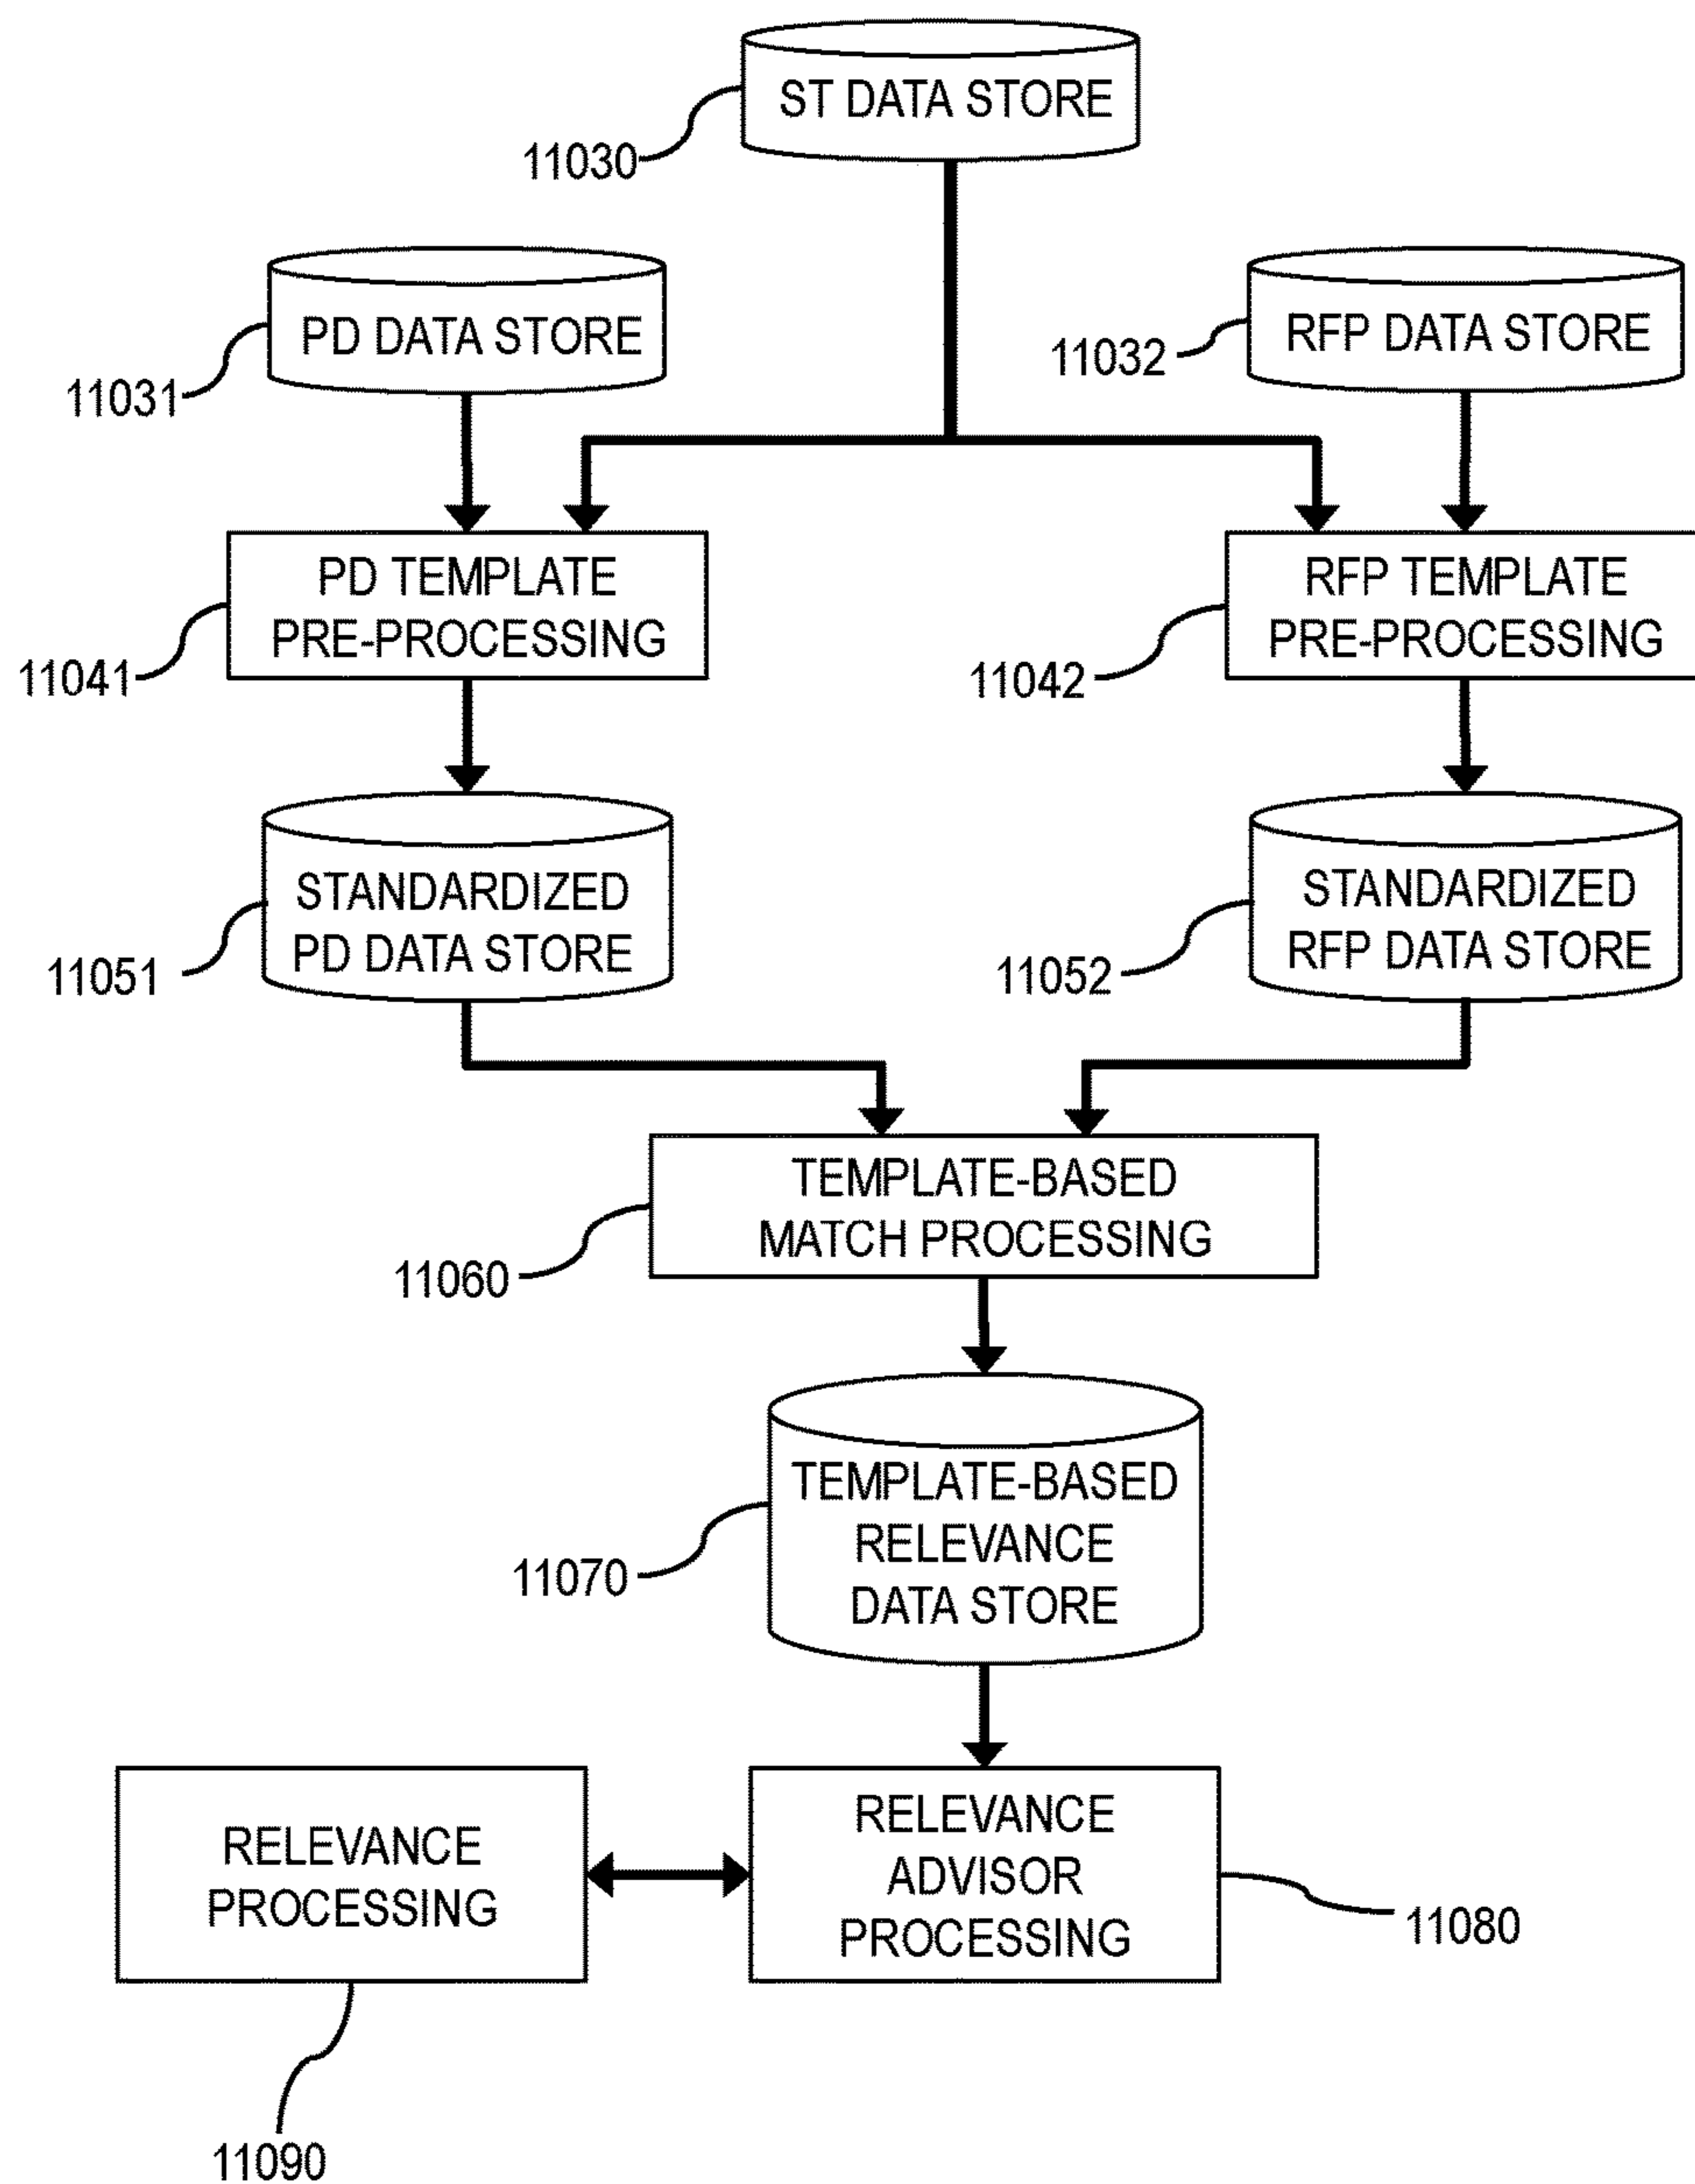 ST DATA STORE
11030
PD DATA STORE
11031
RFP DATA STORE
11032
PD TEMPLATE
PRE-PROCESSING
11041
RFP TEMPLATE
PRE-PROCESSING
11042
STANDARDIZED
PD DATA STORE
11051
STANDARDIZED
RFP DATA STORE
11052
TEMPLATE-BASED
MATCH PROCESSING
11060
TEMPLATE-BASED
RELEVANCE
DATA STORE
11070
RELEVANCE
PROCESSING
RELEVANCE
ADVISOR
PROCESSING
11080
11090